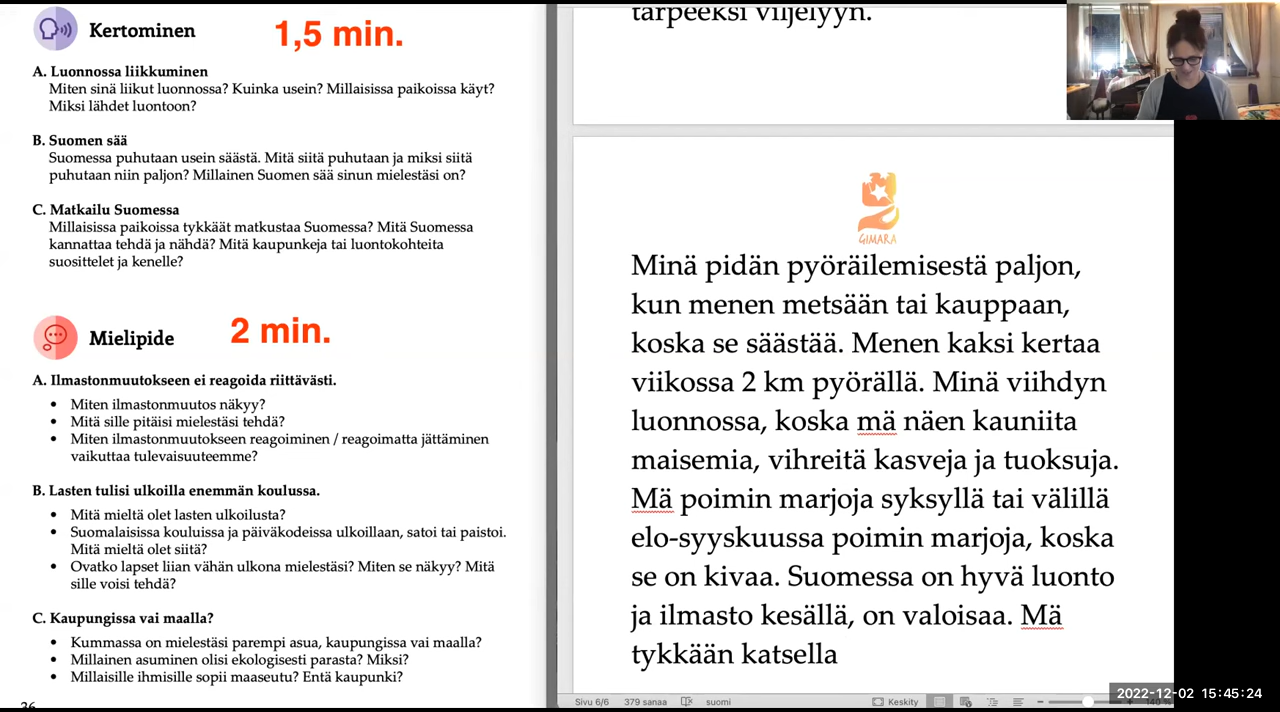 Kertominen
1,5 min.
A. Luonnossa liikkuminen
Miten sinä liikut luonnossa? Kuinka usein? Millaisissa paikoissa käyt?
Miksi lähdet luontoon?
B. Suomen sää
Suomessa puhutaan usein säästä. Mitä siitä puhutaan ja miksi siitä
puhutaan niin paljon? Millainen Suomen sää sinun mielestäsi on?
C. Matkailu Suomessa
Millaisissa paikoissa tykkäät matkustaa Suomessa? Mitä Suomessa
kannattaa tehdä ja nähdä? Mitä kaupunkeja tai luontokohteita
suosittelet ja kenelle?
Mielipide
2 min.
A. Ilmastonmuutokseen ei reagoida riittävästi.
• Miten ilmastonmuutos näkyy?
• Mitä sille pitäisi mielestäsi tehdä?
• Miten ilmastonmuutokseen reagoiminen / reagoimatta jättäminen
vaikuttaa tulevaisuuteemme?
B. Lasten tulisi ulkoilla enemmän koulussa.
• Mitä mieltä olet lasten ulkoilusta?
• Suomalaisissa kouluissa ja päiväkodeissa ulkoillaan, satoi tai paistoi.
Mitä mieltä olet siitä?
• Ovatko lapset liian vähän ulkona mielestäsi? Miten se näkyy? Mitä
sille voisi tehdä?
C. Kaupungissa vai maalla?
• Kummassa on mielestäsi parempi asua, kaupungissa vai maalla?
• Millainen asuminen olisi ekologisesti parasta? Miksi?
• Millaisille ihmisille sopii maaseutu? Entä kaupunki?
36
tarpeeksi viljelyyn.
GIMARA
Minä pidän pyöräilemisestä paljon,
kun menen metsään tai kauppaan,
koska se säästää. Menen kaksi kertaa
viikossa 2 km pyörällä. Minä viihdyn
luonnossa, koska mä näen kauniita
maisemia, vihreitä kasveja ja tuoksuja.
Mä poimin marjoja syksyllä tai välillä
elo-syyskuussa poimin marjoja, koska
se on kivaa. Suomessa on hyvä luonto
ja ilmasto kesällä, on valoisaa. Mä
tykkään katsella
Sivu 6/6 379 sanaa suomi Keskity 140 %
2022-12-02 15:45:24